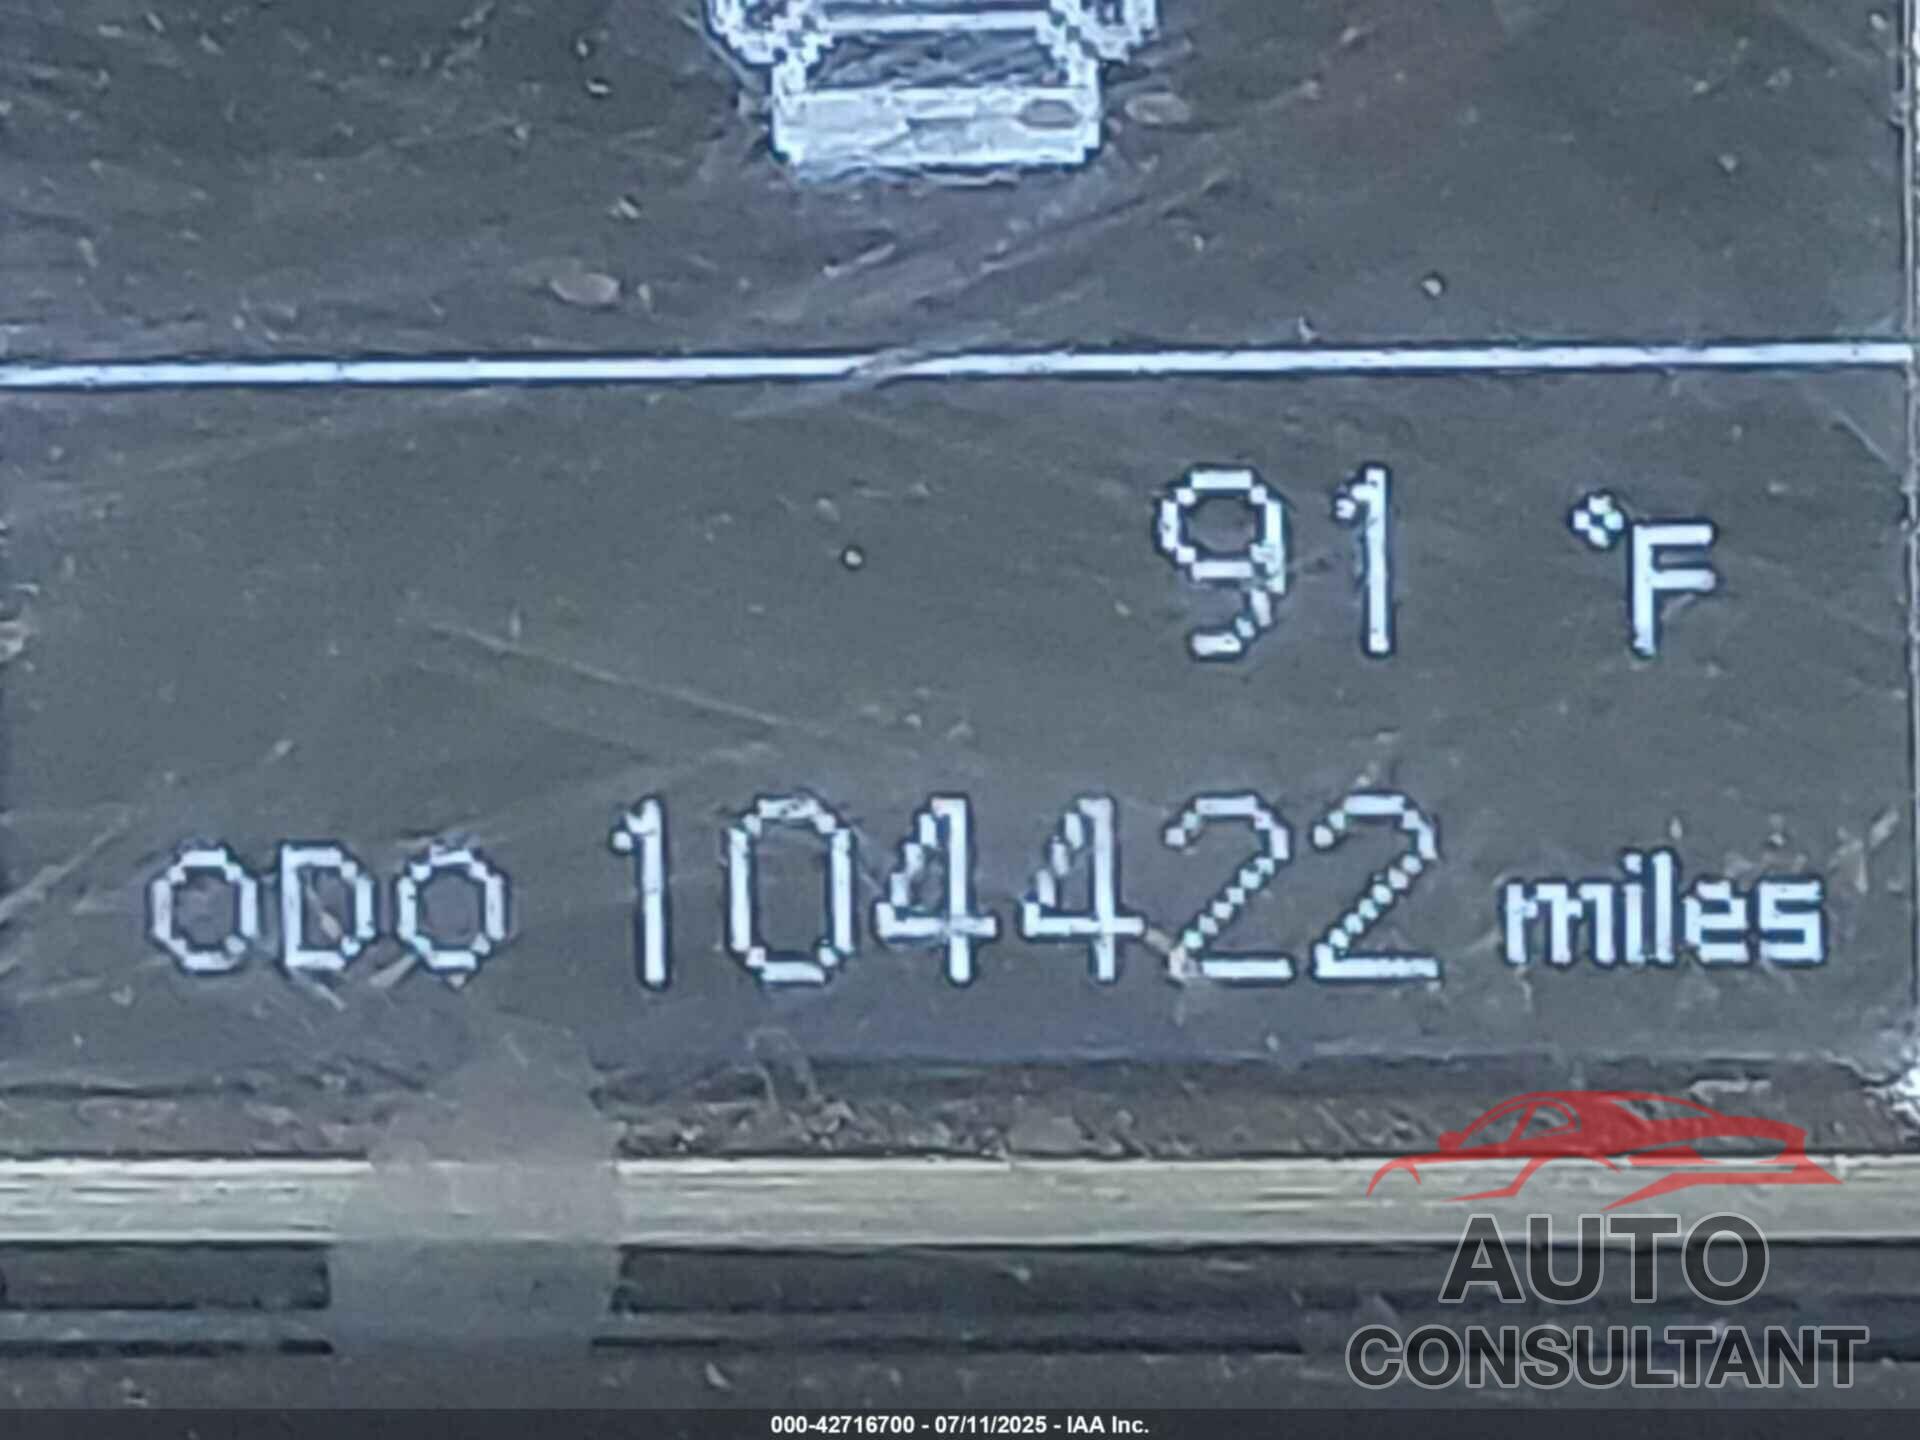 91 °F
ODO 104422 miles
AUTO
CONSULTANT
000-42716700 - 07/11/2025 - IAA Inc.